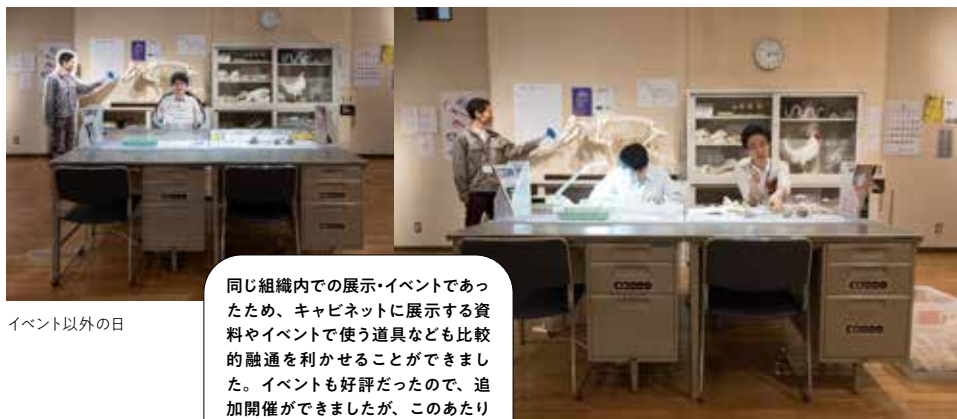 イベント以外の日
同じ組織内での展示・イベントであっ
たため、キャビネットに展示する資
料やイベントで使う道具なども比較
的融通を利かせることができまし
た。イベントも好評だったので、追
加開催ができましたが、このあたり